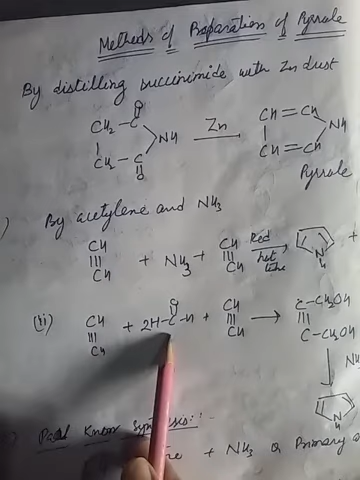 Methods of Preparation of Pyrrole
By distilling succinimide with Zn dust
CH2 – C
O
NH
CH2 – C
O
Zn
CH = CH
NH
CH = CH
Pyrrole
) By acetylene and NH3
CH
CH
+ NH3 +
CH
CH
Red hot tube
N
H
+
(ii)
CH
CH
+ 2H – C – H +
O
CH
CH
C – CH2OH
C – CH2OH
N
H
) Paal Knorr Synthesis :-
+ NH3 or Primary